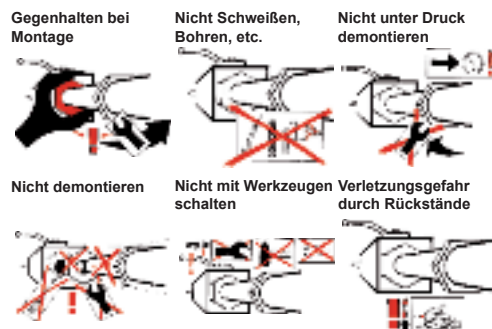 Gegenhalten bei
Montage
Nicht Schweißen,
Bohren, etc.
Nicht unter Druck
demontieren
Nicht demontieren
Nicht mit Werkzeugen
schalten
Verletzungsgefahr
durch Rückstände